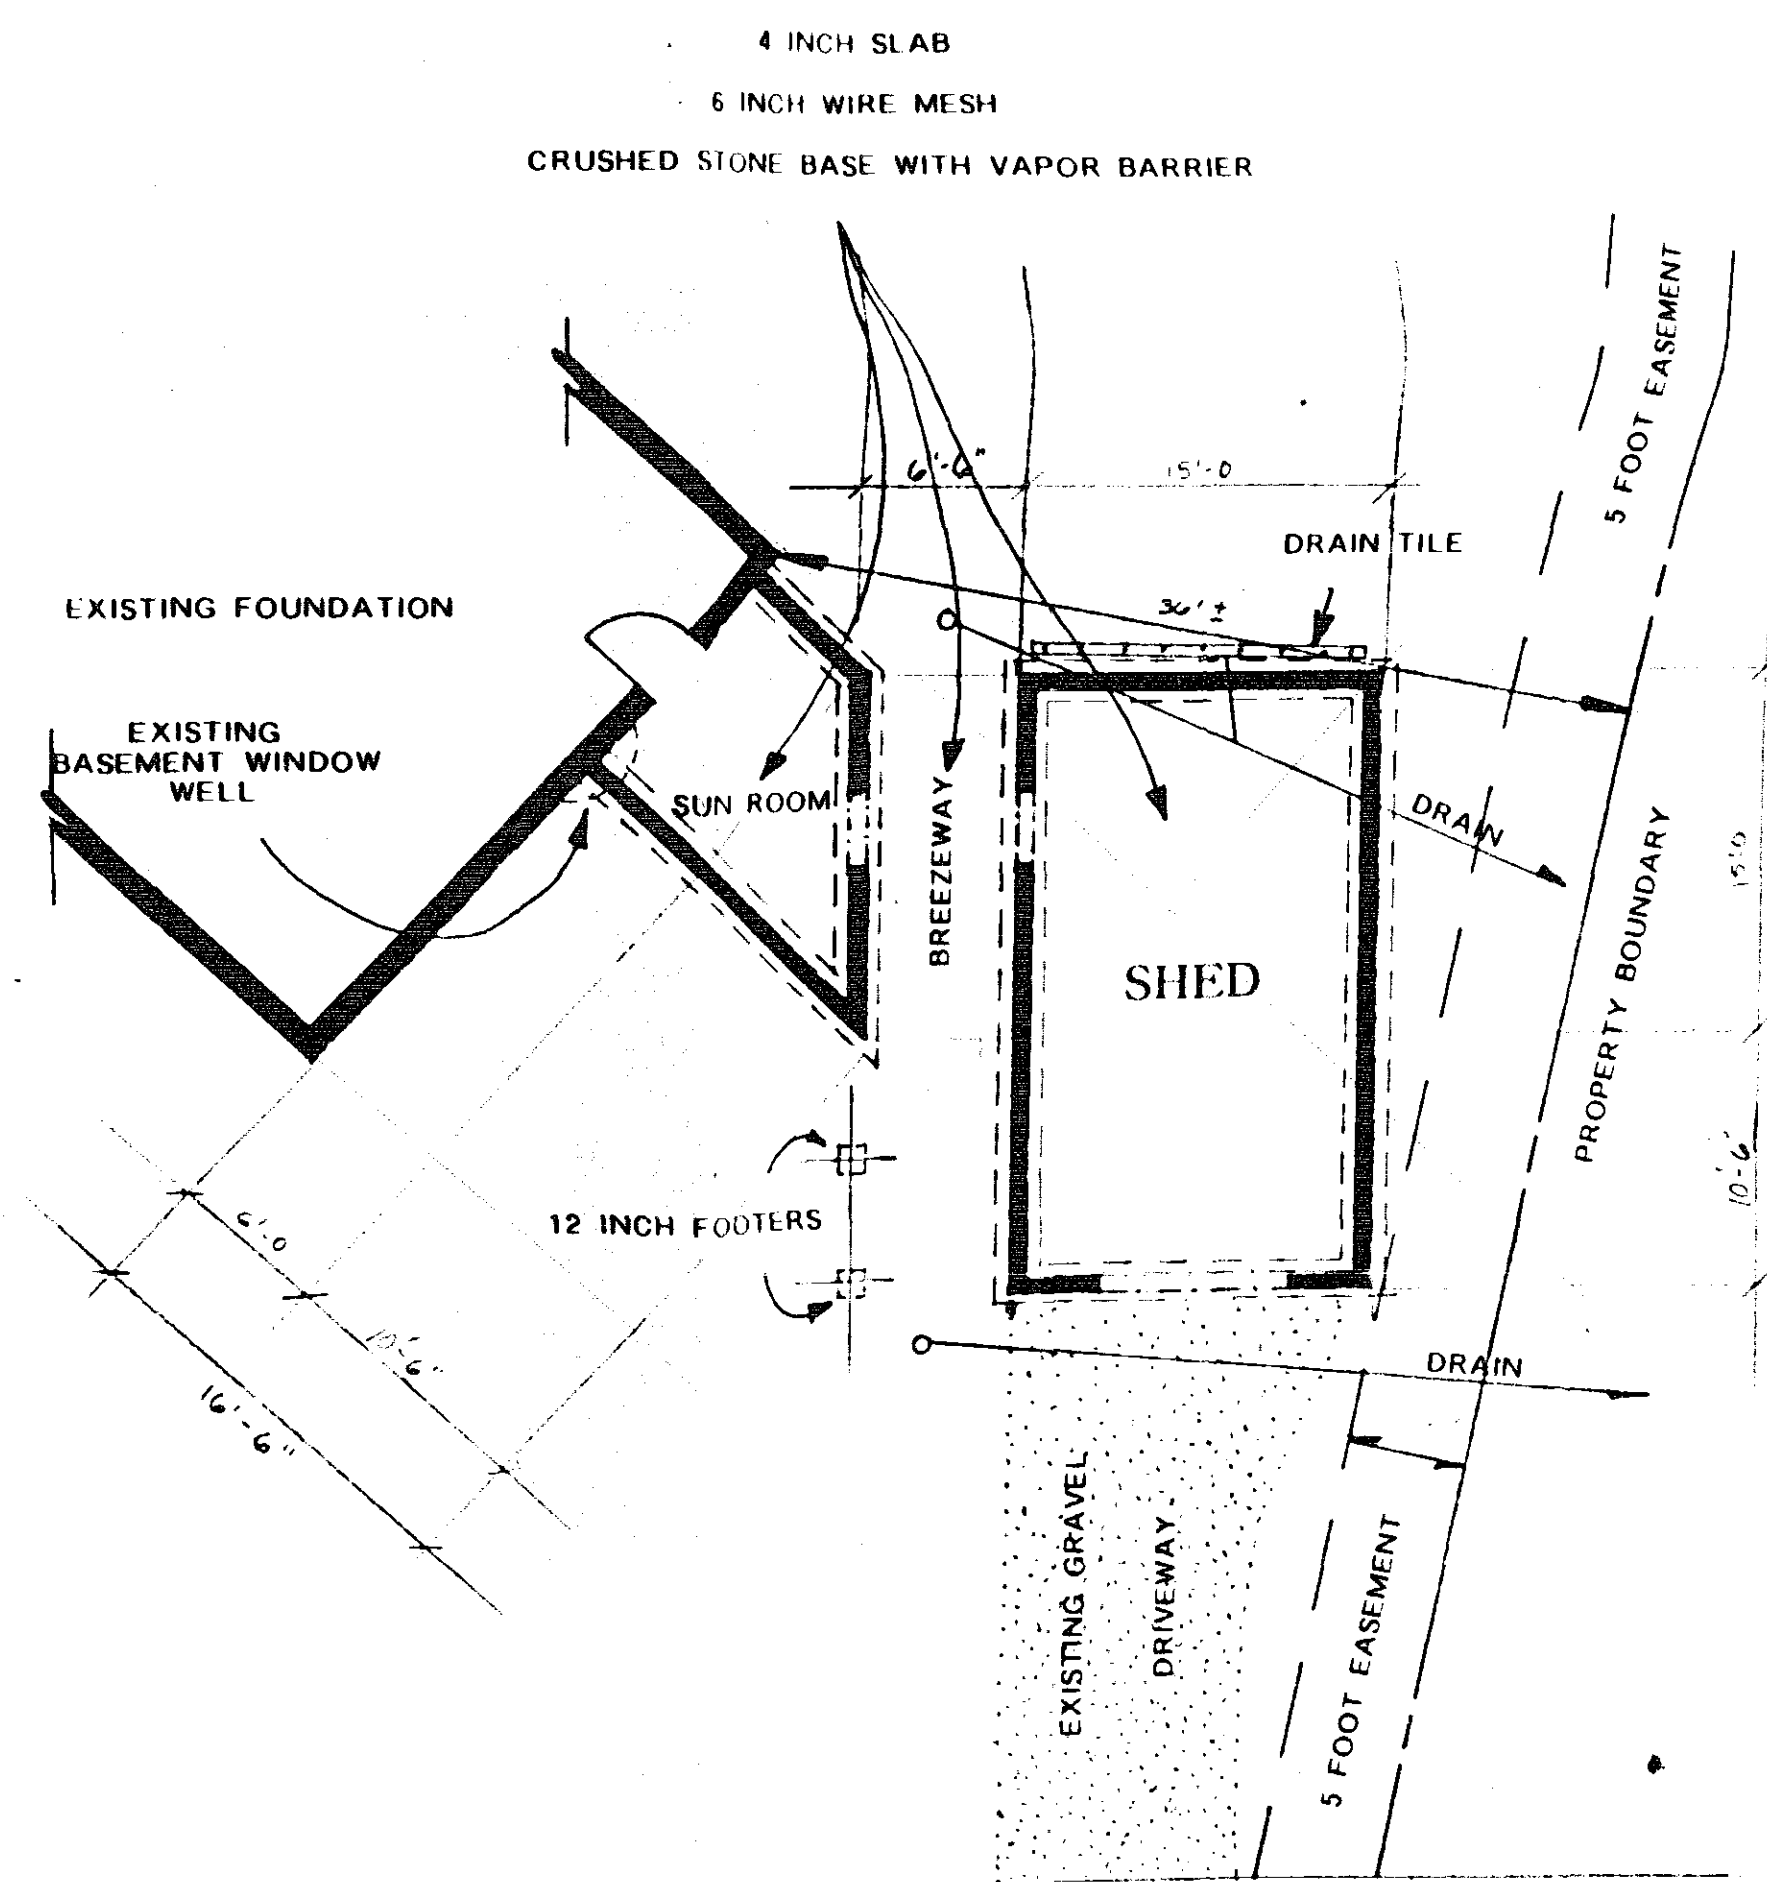 4 INCH SLAB
6 INCH WIRE MESH
CRUSHED STONE BASE WITH VAPOR BARRIER
5 FOOT EASEMENT
6'-6"
15'-0
DRAIN TILE
36' ±
EXISTING FOUNDATION
EXISTING
BASEMENT WINDOW
WELL
SUN ROOM
BREEZEWAY
DRAIN
PROPERTY BOUNDARY
15'0
SHED
10'-6"
12 INCH FOOTERS
6'-0
10'-6"
16'-6"
DRAIN
EXISTING GRAVEL
DRIVEWAY
5 FOOT EASEMENT